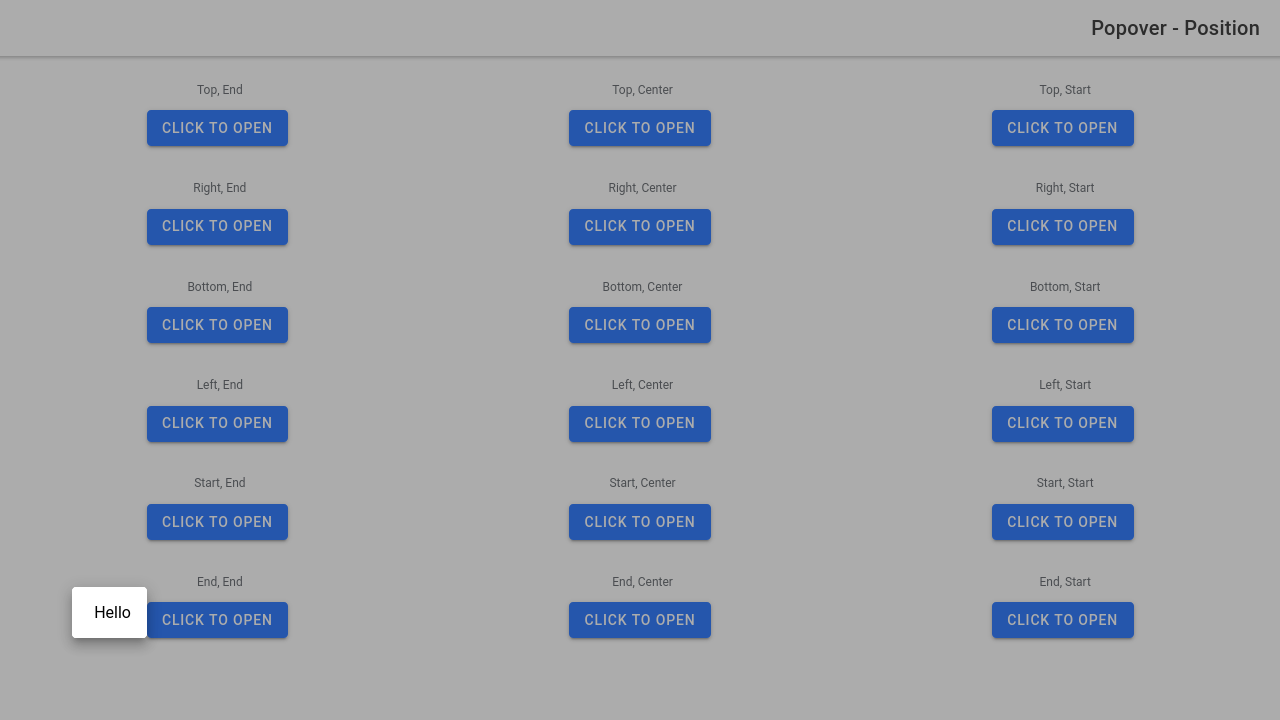 Popover - Position
Top, End
Top, Center
Top, Start
CLICK TO OPEN
CLICK TO OPEN
CLICK TO OPEN
Right, End
Right, Center
Right, Start
CLICK TO OPEN
CLICK TO OPEN
CLICK TO OPEN
Bottom, End
Bottom, Center
Bottom, Start
CLICK TO OPEN
CLICK TO OPEN
CLICK TO OPEN
Left, End
Left, Center
Left, Start
CLICK TO OPEN
CLICK TO OPEN
CLICK TO OPEN
Start, End
Start, Center
Start, Start
CLICK TO OPEN
CLICK TO OPEN
CLICK TO OPEN
End, End
End, Center
End, Start
Hello
CLICK TO OPEN
CLICK TO OPEN
CLICK TO OPEN